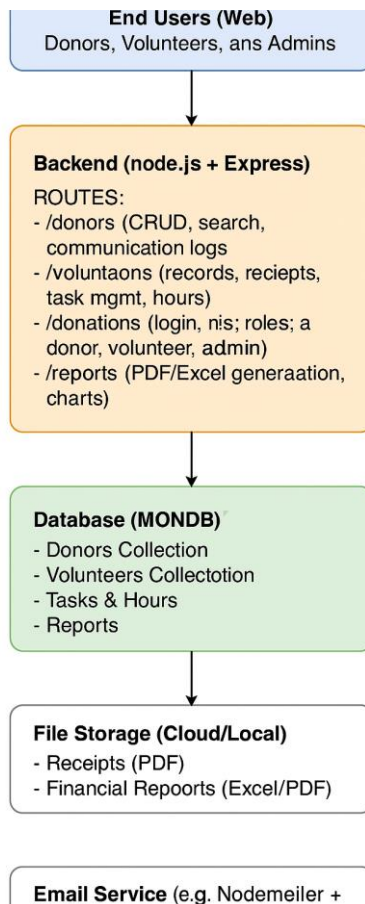 End Users (Web)
Donors, Volunteers, ans Admins
Backend (node.js + Express)
ROUTES:
- /donors (CRUD, search,
communication logs
- /voluntaons (records, reciepts,
task mgmt, hours)
- /donations (login, nis; roles; a
donor, volunteer, admin)
- /reports (PDF/Excel generaation,
charts)
Database (MONDB)
- Donors Collection
- Volunteers Collectotion
- Tasks & Hours
- Reports
File Storage (Cloud/Local)
- Receipts (PDF)
- Financial Repoorts (Excel/PDF)
Email Service (e.g. Nodemeiler +